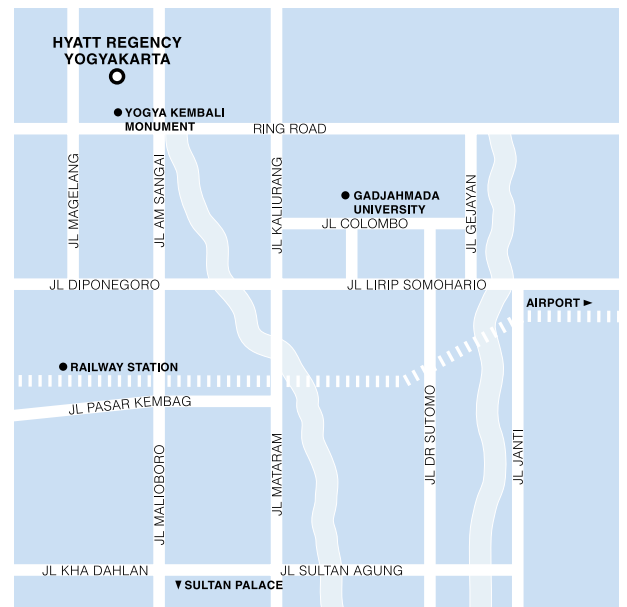 HYATT REGENCY
YOGYAKARTA
YOGYA KEMBALI
MONUMENT
RING ROAD
JL MAGELANG
JL AM SANGAI
JL KALIURANG
GADJAHMADA
UNIVERSITY
JL COLOMBO
JL GEJAYAN
JL DIPONEGORO
JL LIRIP SOMOHARIO
AIRPORT ►
RAILWAY STATION
JL PASAR KEMBAG
JL MALIOBORO
JL MATARAM
JL DR SUTOMO
JL JANTI
JL KHA DAHLAN
JL SULTAN AGUNG
SULTAN PALACE